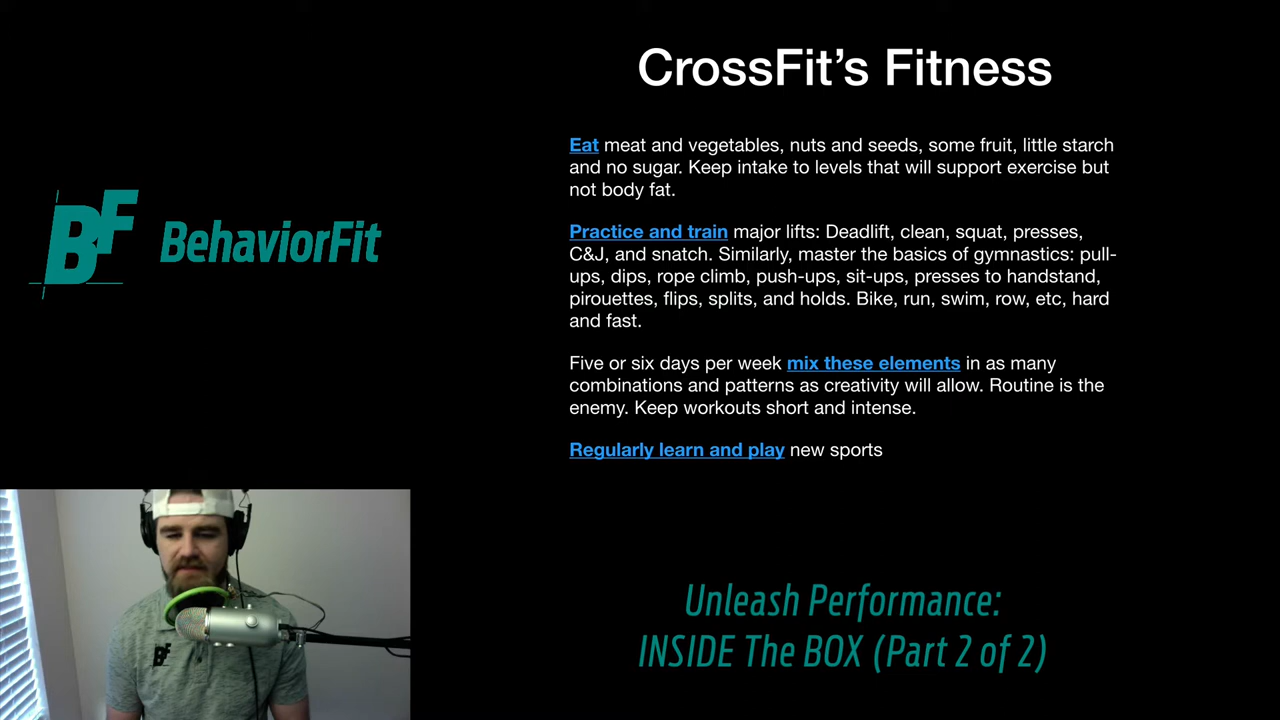 CrossFit’s Fitness
Eat meat and vegetables, nuts and seeds, some fruit, little starch
and no sugar. Keep intake to levels that will support exercise but
not body fat.
Practice and train major lifts: Deadlift, clean, squat, presses,
C&J, and snatch. Similarly, master the basics of gymnastics: pull-
ups, dips, rope climb, push-ups, sit-ups, presses to handstand,
pirouettes, flips, splits, and holds. Bike, run, swim, row, etc, hard
and fast.
Five or six days per week mix these elements in as many
combinations and patterns as creativity will allow. Routine is the
enemy. Keep workouts short and intense.
Regularly learn and play new sports
BF BehaviorFit
BF
Unleash Performance:
INSIDE The BOX (Part 2 of 2)